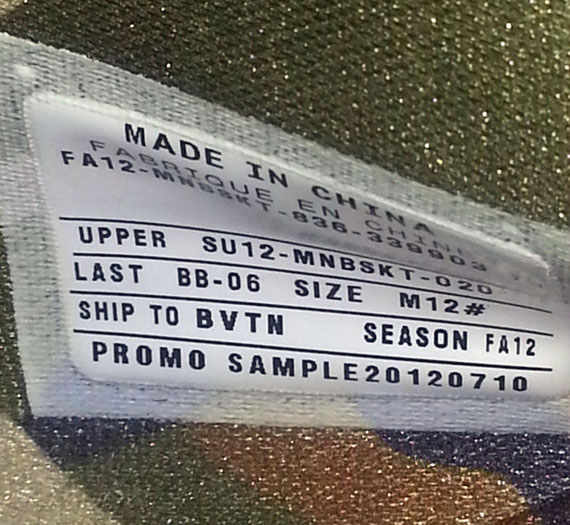 MADE IN CHINA
FABRIQUE EN CHINE
FA12-MNBSKT-836-339903
UPPER SU12-MNBSKT-020
LAST BB-06 SIZE M12#
SHIP TO BVTN SEASON FA12
PROMO SAMPLE20120710